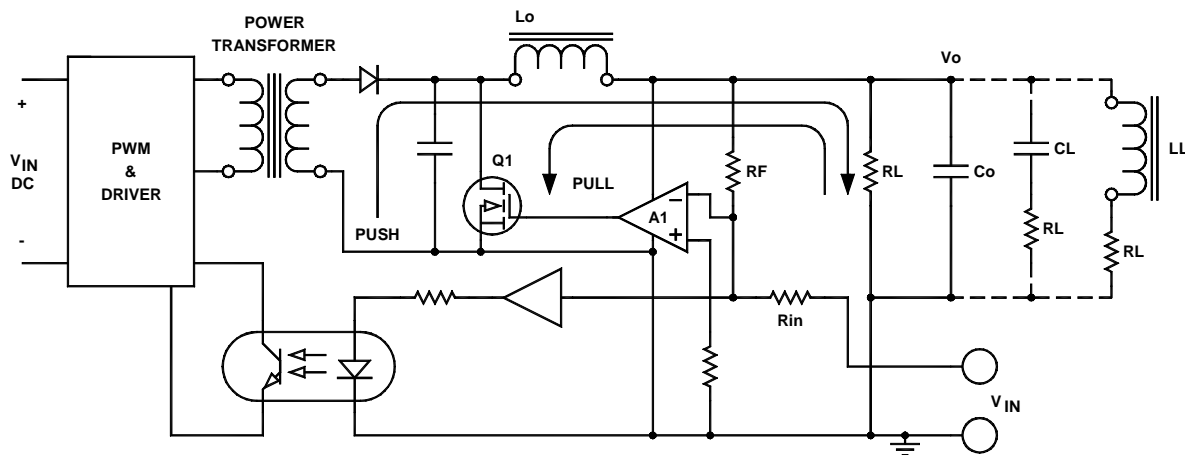 POWER
TRANSFORMER
Lo
Vo
+
V IN
DC
-
PWM
&
DRIVER
Q1
PULL
PUSH
A1
−
+
RF
RL
Co
CL
RL
LL
RL
Rin
V IN